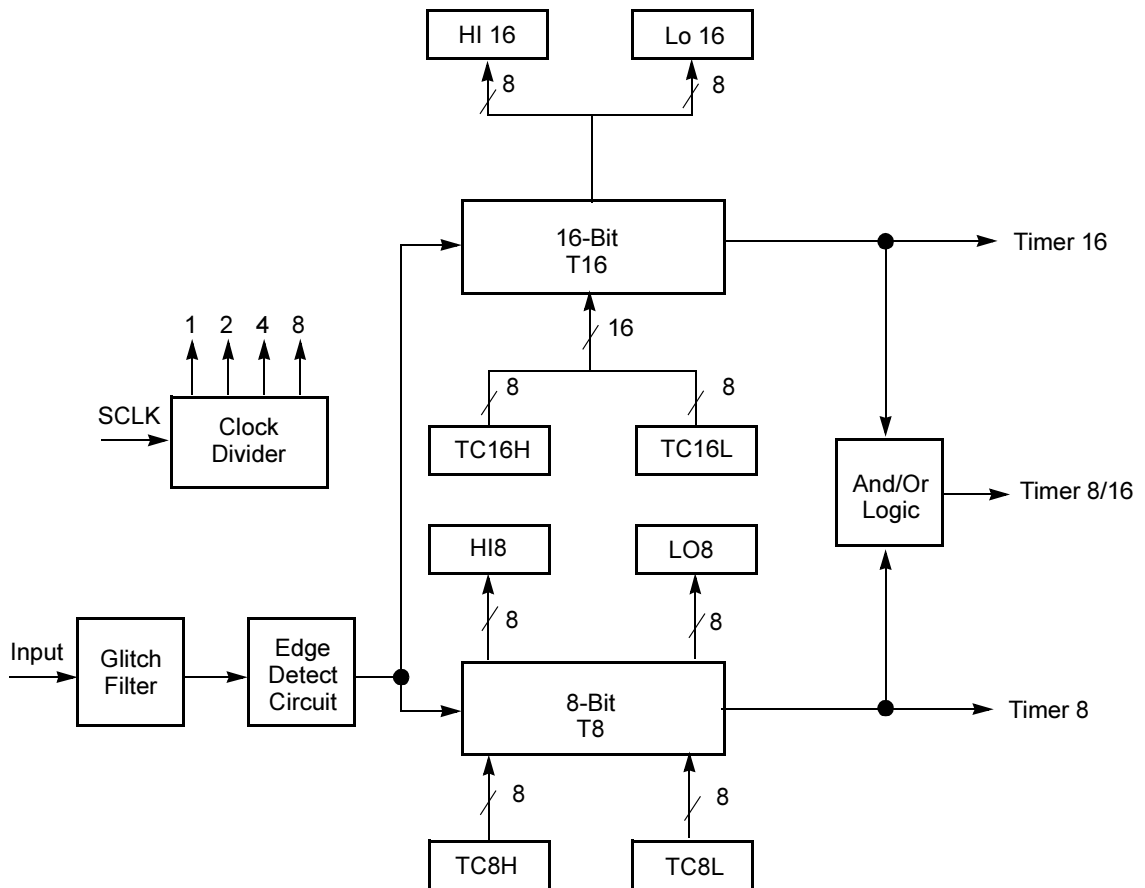 HI 16
Lo 16
8
8
16-Bit
T16
Timer 16
16
1
2
4
8
8
8
SCLK
Clock
Divider
TC16H
TC16L
And/Or
Logic
Timer 8/16
HI8
LO8
8
8
Input
Glitch
Filter
Edge
Detect
Circuit
8-Bit
T8
Timer 8
8
8
TC8H
TC8L